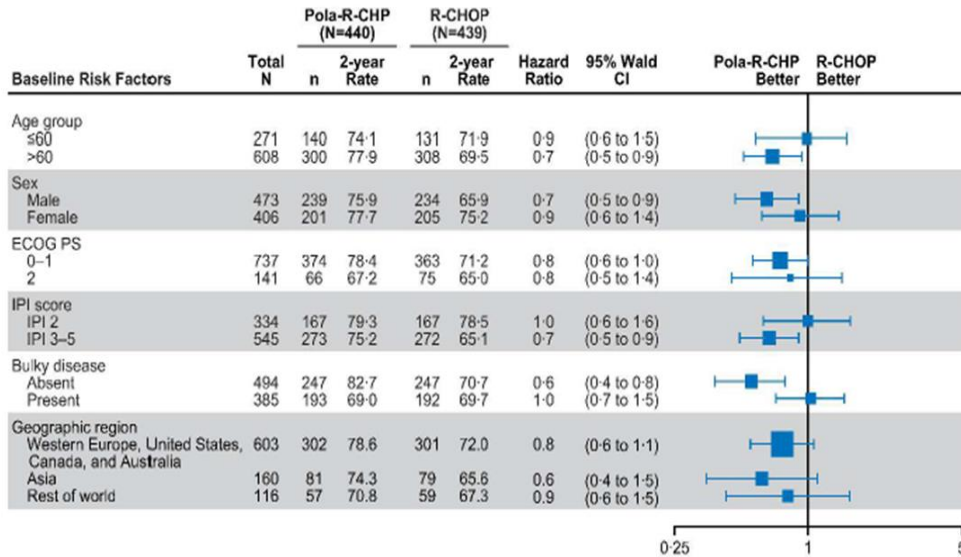 Pola-R-CHP R-CHOP
(N=440) (N=439)
Total 2-year 2-year Hazard 95% Wald Pola-R-CHP R-CHOP
Baseline Risk Factors N n Rate n Rate Ratio CI Better Better
Age group
≤60 271 140 74·1 131 71·9 0·9 (0·6 to 1·5)
>60 608 300 77·9 308 69·5 0·7 (0·5 to 0·9)
Sex
Male 473 239 75·9 234 65·9 0·7 (0·5 to 0·9)
Female 406 201 77·7 205 75·2 0·9 (0·6 to 1·4)
ECOG PS
0–1 737 374 78·4 363 71·2 0·8 (0·6 to 1·0)
2 141 66 67·2 75 65·0 0·8 (0·5 to 1·4)
IPI score
IPI 2 334 167 79·3 167 78·5 1·0 (0·6 to 1·6)
IPI 3–5 545 273 75·2 272 65·1 0·7 (0·5 to 0·9)
Bulky disease
Absent 494 247 82·7 247 70·7 0·6 (0·4 to 0·8)
Present 385 193 69·0 192 69·7 1·0 (0·7 to 1·5)
Geographic region
Western Europe, United States, 603 302 78·6 301 72·0 0·8 (0·6 to 1·1)
Canada, and Australia
Asia 160 81 74·3 79 65·6 0·6 (0·4 to 1·5)
Rest of world 116 57 70·8 59 67·3 0·9 (0·6 to 1·5)
0·25 1 5